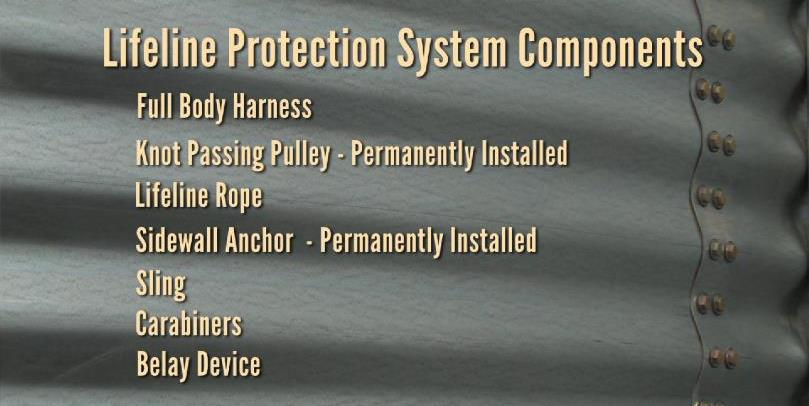 Lifeline Protection System Components
Full Body Harness
Knot Passing Pulley - Permanently Installed
Lifeline Rope
Sidewall Anchor - Permanently Installed
Sling
Carabiners
Belay Device